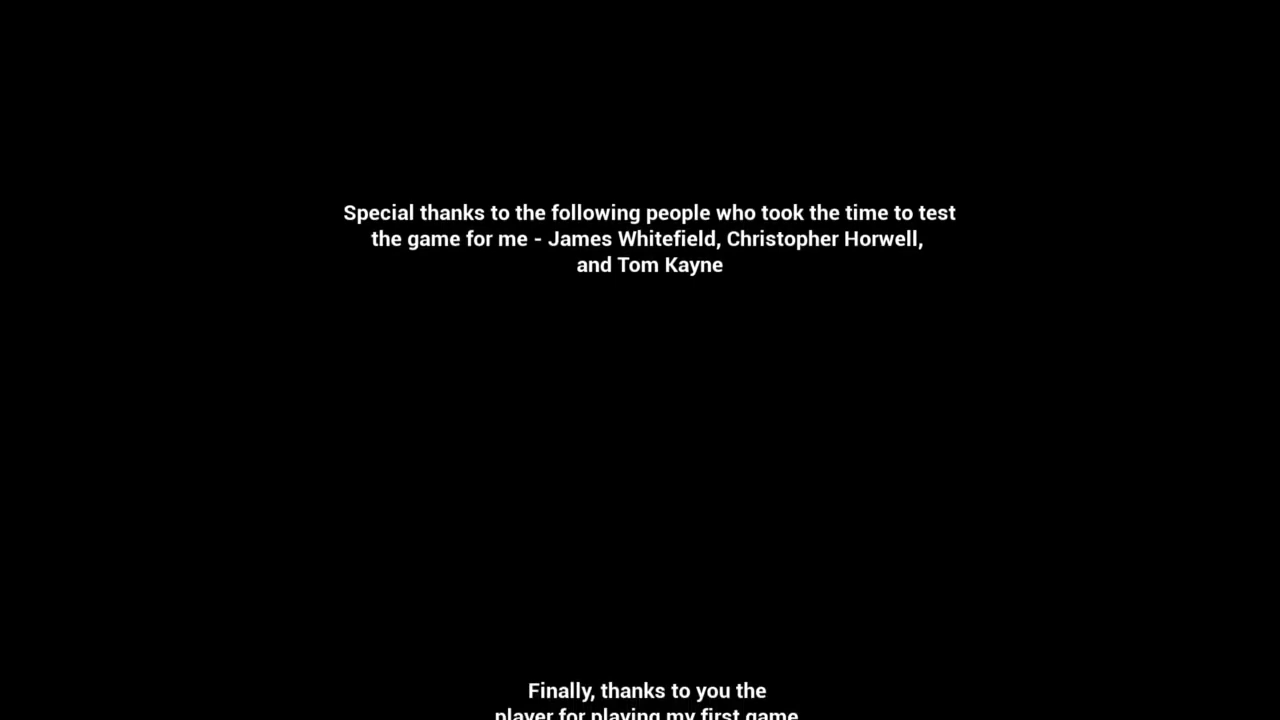 Special thanks to the following people who took the time to test
the game for me - James Whitefield, Christopher Horwell,
and Tom Kayne
Finally, thanks to you the
player for playing my first game